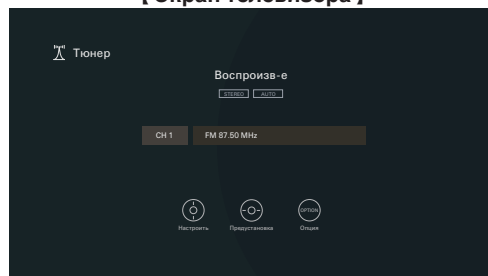 【 Экран телевизора 】
Тюнер
Воспроизв-е
STEREO AUTO
CH 1 FM 87.50 MHz
OPTION
Настроить Предустановка Опция